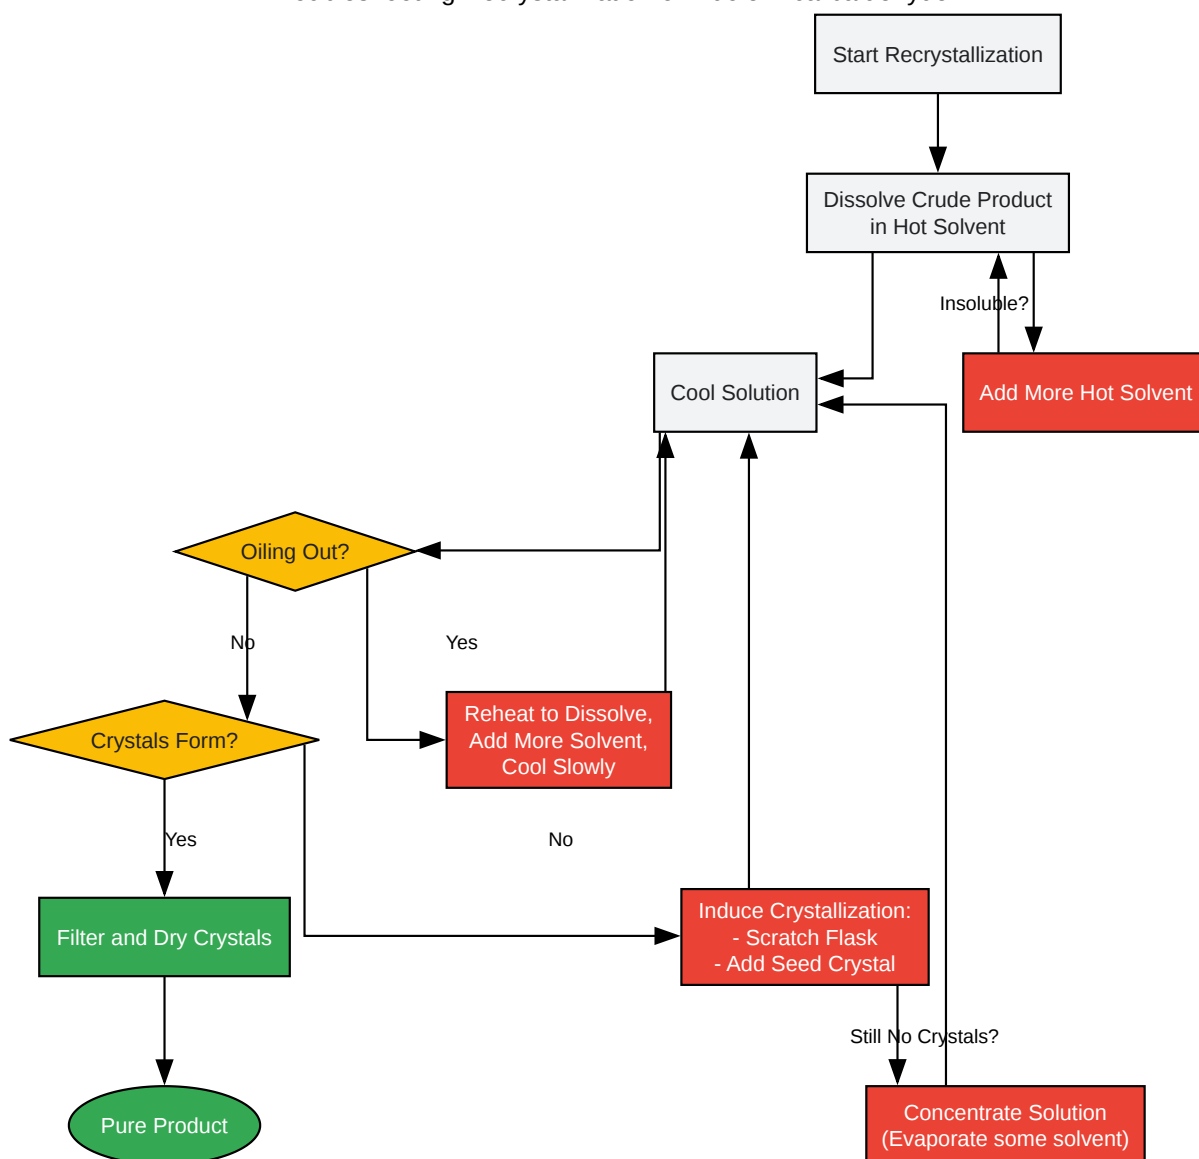 Start Recrystallization
Dissolve Crude Product
in Hot Solvent
Insoluble?
Cool Solution
Add More Hot Solvent
Oiling Out?
No
Yes
Reheat to Dissolve,
Add More Solvent,
Cool Slowly
Crystals Form?
Yes
No
Filter and Dry Crystals
Induce Crystallization:
- Scratch Flask
- Add Seed Crystal
Still No Crystals?
Pure Product
Concentrate Solution
(Evaporate some solvent)